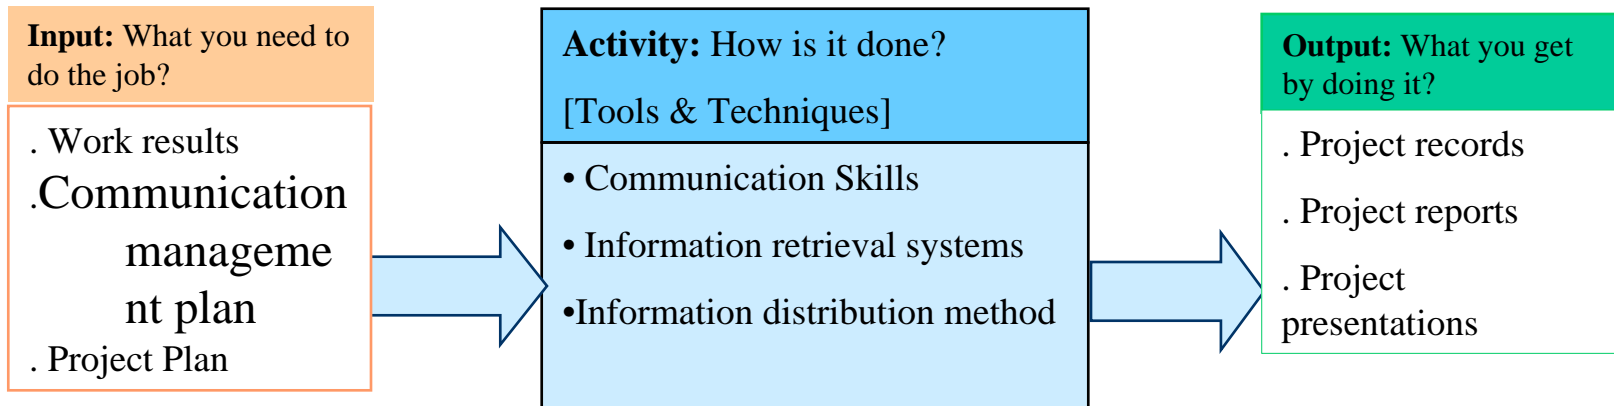 Input: What you need to
do the job?
. Work results
.Communication
manageme
nt plan
. Project Plan
Activity: How is it done?
[Tools & Techniques]
• Communication Skills
• Information retrieval systems
•Information distribution method
Output: What you get
by doing it?
. Project records
. Project reports
. Project
presentations